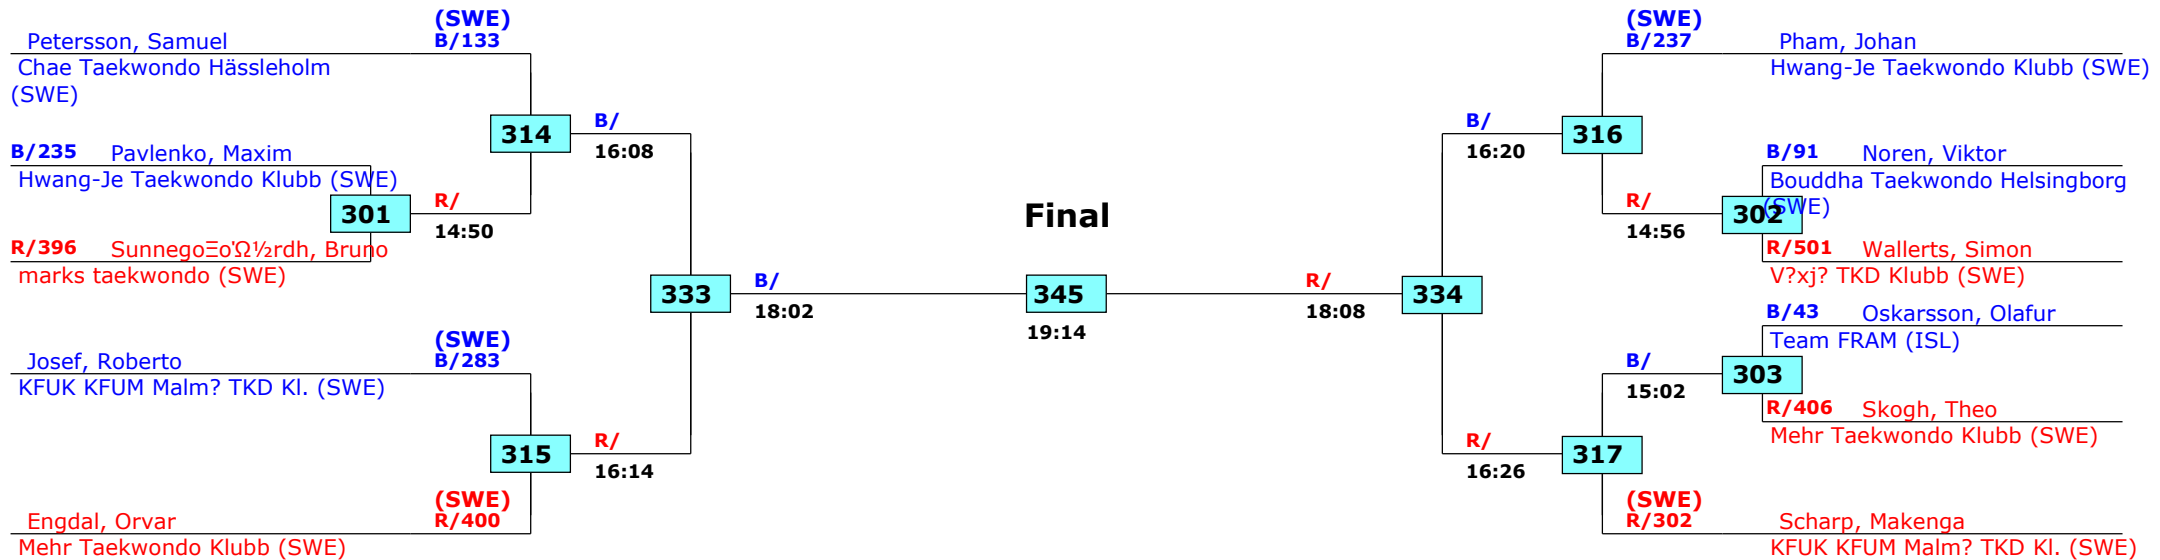 (SWE)
Petersson, Samuel B/133
Chae Taekwondo Hässleholm
(SWE)
314
B/
16:08
B/235 Pavlenko, Maxim
Hwang-Je Taekwondo Klubb (SWE)
301
R/
14:50
R/396 SunnegoΞo'Ω½rdh, Bruno
marks taekwondo (SWE)
333
B/
18:02
(SWE)
Josef, Roberto B/283
KFUK KFUM Malm? TKD Kl. (SWE)
315
R/
16:14
(SWE)
Engdal, Orvar R/400
Mehr Taekwondo Klubb (SWE)
Final
345
19:14
(SWE)
B/237 Pham, Johan
Hwang-Je Taekwondo Klubb (SWE)
B/
16:20
316
B/91 Noren, Viktor
Bouddha Taekwondo Helsingborg
(SWE)
R/
14:56
302
R/501 Wallerts, Simon
V?xj? TKD Klubb (SWE)
R/
18:08
334
B/43 Oskarsson, Olafur
Team FRAM (ISL)
B/
15:02
303
R/406 Skogh, Theo
Mehr Taekwondo Klubb (SWE)
R/
16:26
317
(SWE)
R/302 Scharp, Makenga
KFUK KFUM Malm? TKD Kl. (SWE)